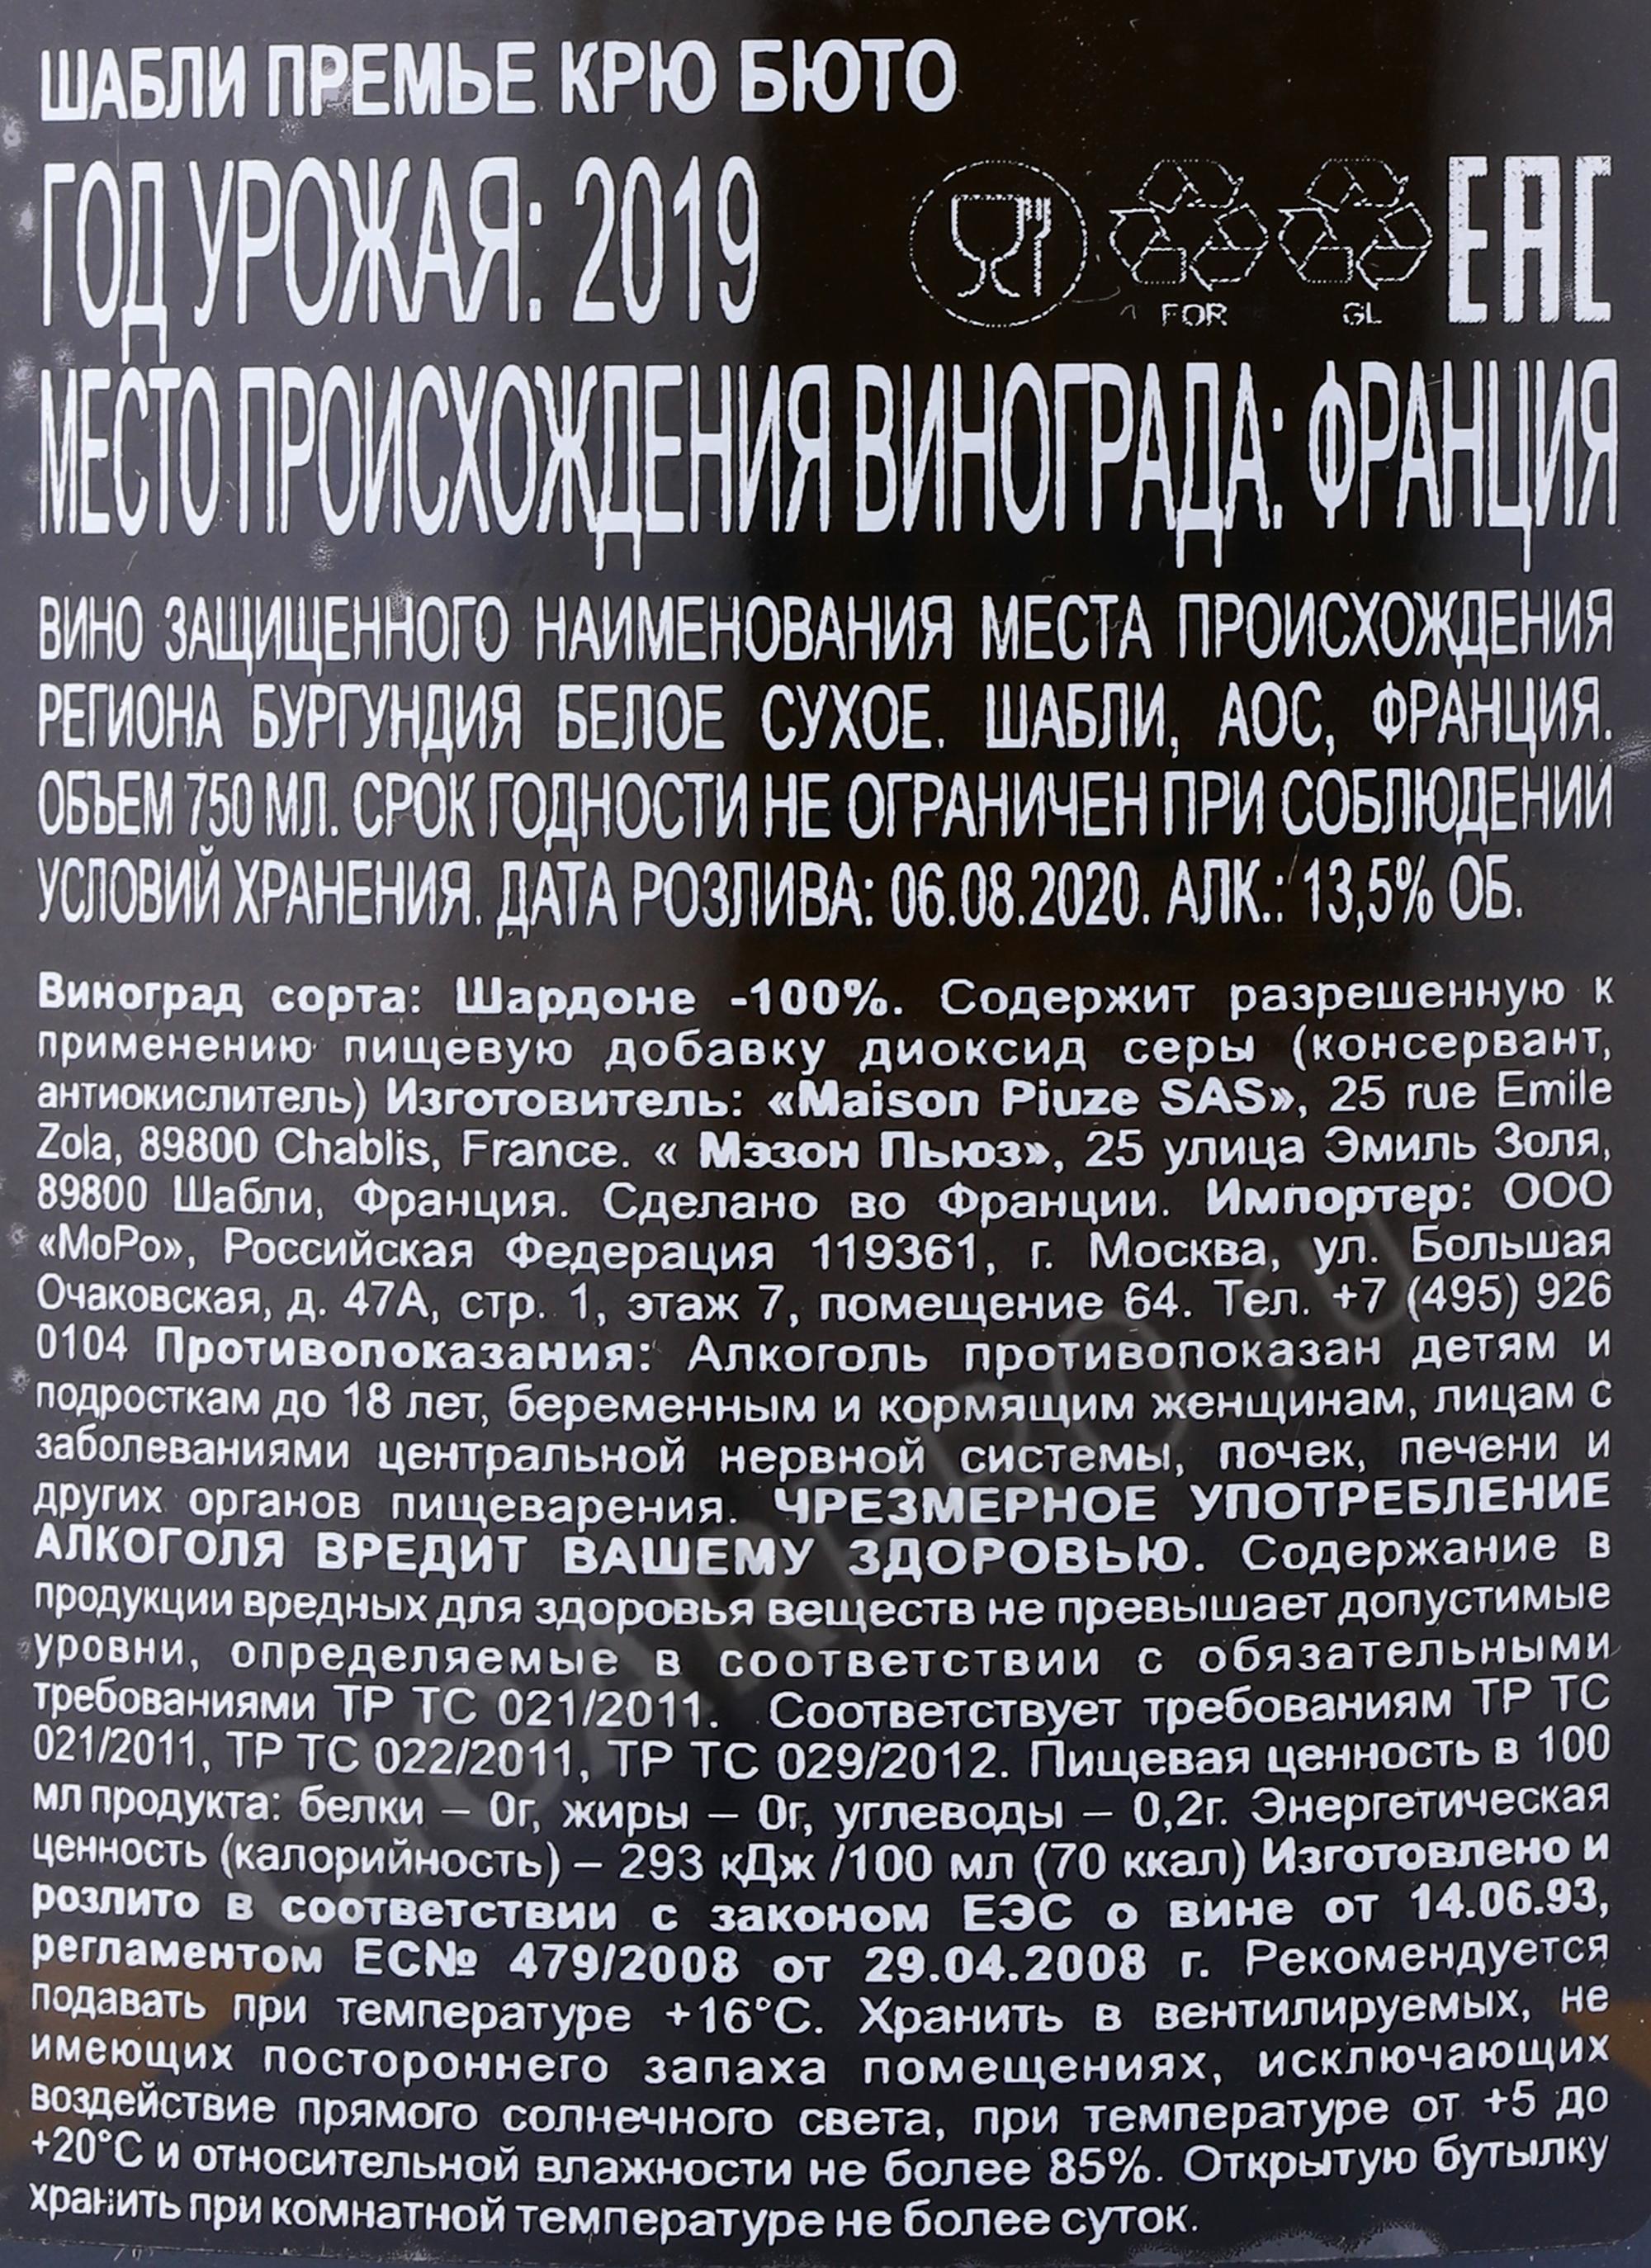 ШАБЛИ ПРЕМЬЕ КРЮ БЮТО
ГОД УРОЖАЯ: 2019
FOR
GL
EAC
МЕСТО ПРОИСХОЖДЕНИЯ ВИНОГРАДА: ФРАНЦИЯ
ВИНО ЗАЩИЩЕННОГО НАИМЕНОВАНИЯ МЕСТА ПРОИСХОЖДЕНИЯ
РЕГИОНА БУРГУНДИЯ БЕЛОЕ СУХОЕ. ШАБЛИ, АОС, ФРАНЦИЯ.
ОБЪЕМ 750 МЛ. СРОК ГОДНОСТИ НЕ ОГРАНИЧЕН ПРИ СОБЛЮДЕНИИ
УСЛОВИЙ ХРАНЕНИЯ. ДАТА РОЗЛИВА: 06.08.2020. АЛК.: 13,5% ОБ.
Виноград сорта: Шардоне -100%. Содержит разрешенную к
применению пищевую добавку диоксид серы (консервант,
антиокислитель) Изготовитель: «Maison Piuze SAS», 25 rue Emile
Zola, 89800 Chablis, France. « Мэзон Пьюз», 25 улица Эмиль Золя,
89800 Шабли, Франция. Сделано во Франции. Импортер: ООО
«МоРо», Российская Федерация 119361, г. Москва, ул. Большая
Очаковская, д. 47А, стр. 1, этаж 7, помещение 64. Тел. +7 (495) 926
0104 Противопоказания: Алкоголь противопоказан детям и
подросткам до 18 лет, беременным и кормящим женщинам, лицам с
заболеваниями центральной нервной системы, почек, печени и
других органов пищеварения. ЧРЕЗМЕРНОЕ УПОТРЕБЛЕНИЕ
АЛКОГОЛЯ ВРЕДИТ ВАШЕМУ ЗДОРОВЬЮ. Содержание в
продукции вредных для здоровья веществ не превышает допустимые
уровни, определяемые в соответствии с обязательными
требованиями ТР ТС 021/2011. Соответствует требованиям ТР ТС
021/2011, ТР ТС 022/2011, ТР ТС 029/2012. Пищевая ценность в 100
мл продукта: белки – 0г, жиры – 0г, углеводы – 0,2г. Энергетическая
ценность (калорийность) – 293 кДж /100 мл (70 ккал) Изготовлено и
розлито в соответствии с законом ЕЭС о вине от 14.06.93,
регламентом ЕС№ 479/2008 от 29.04.2008 г. Рекомендуется
подавать при температуре +16°С. Хранить в вентилируемых, не
имеющих постороннего запаха помещениях, исключающих
воздействие прямого солнечного света, при температуре от +5 до
+20°С и относительной влажности не более 85%. Открытую бутылку
хранить при комнатной температуре не более суток.
CIGARPRO.ru